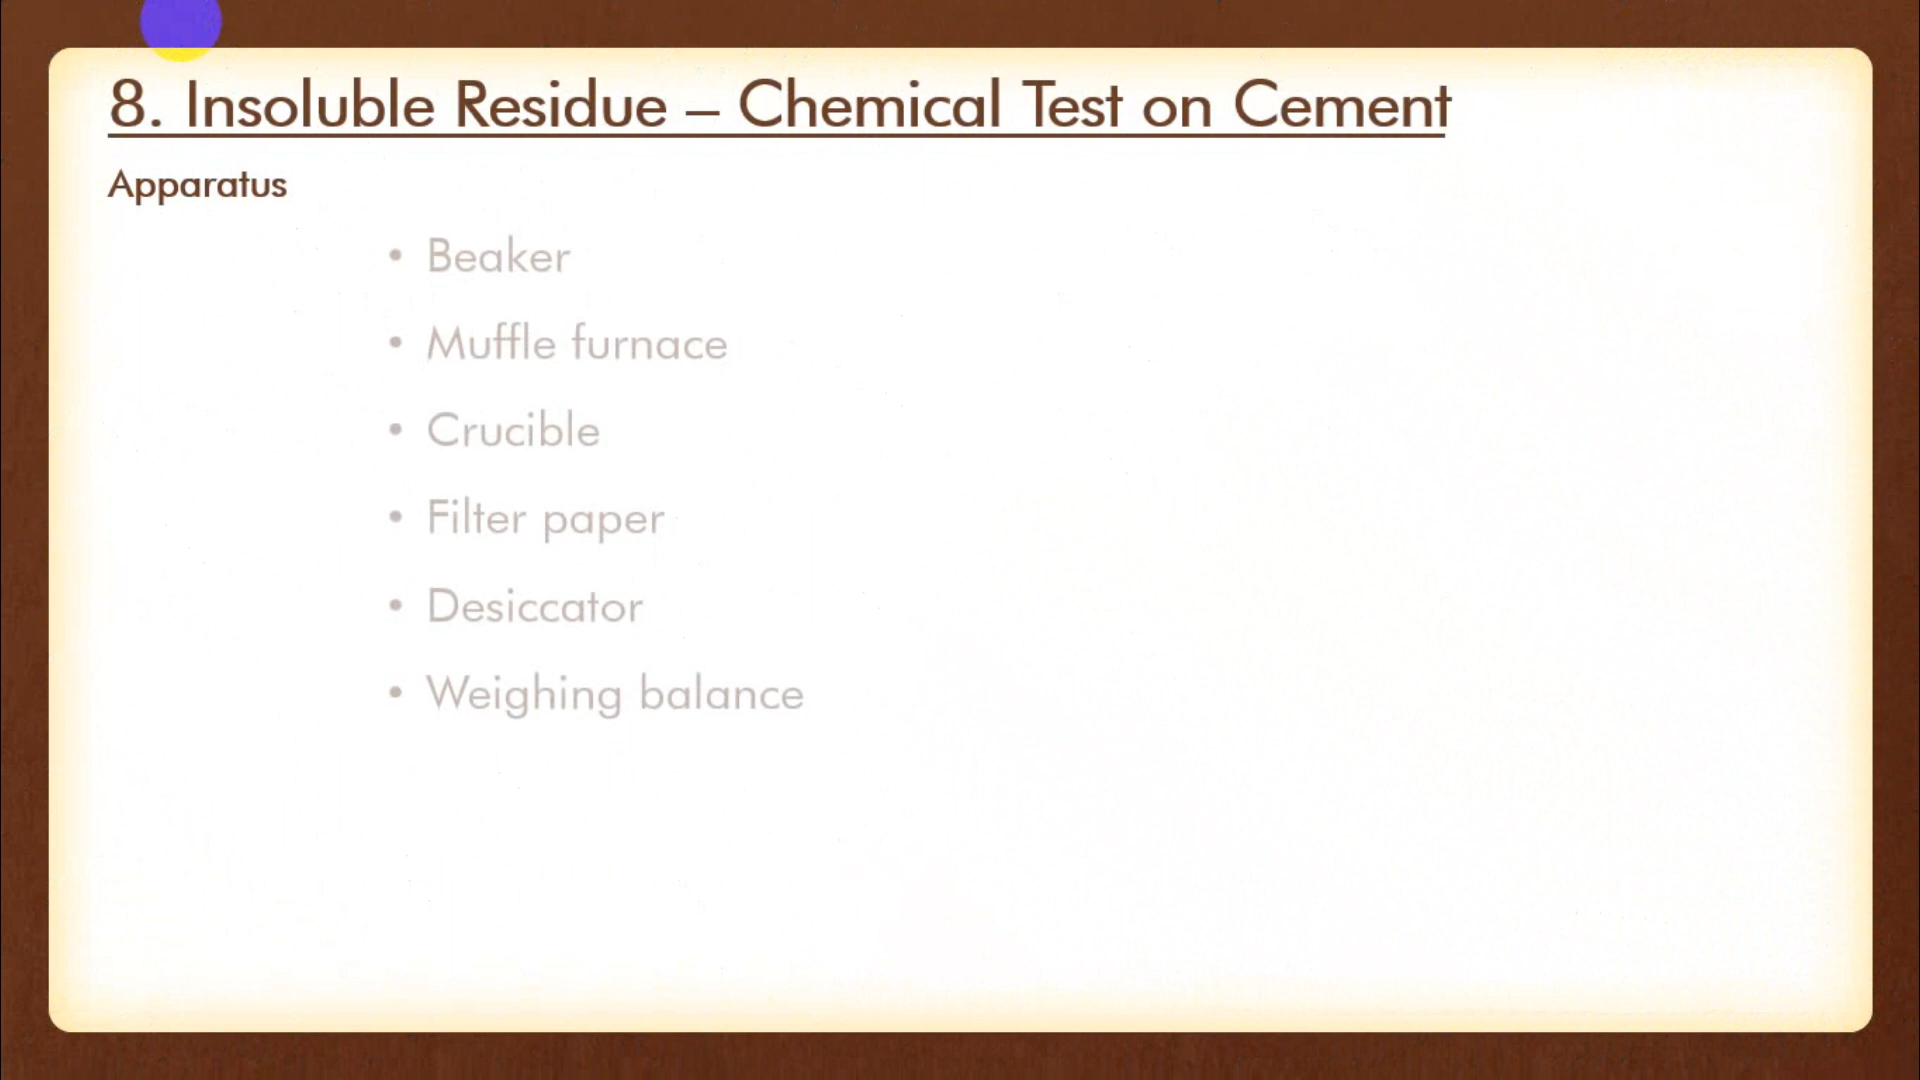 8. Insoluble Residue – Chemical Test on Cement
Apparatus
• Beaker
• Muffle furnace
• Crucible
• Filter paper
• Desiccator
• Weighing balance